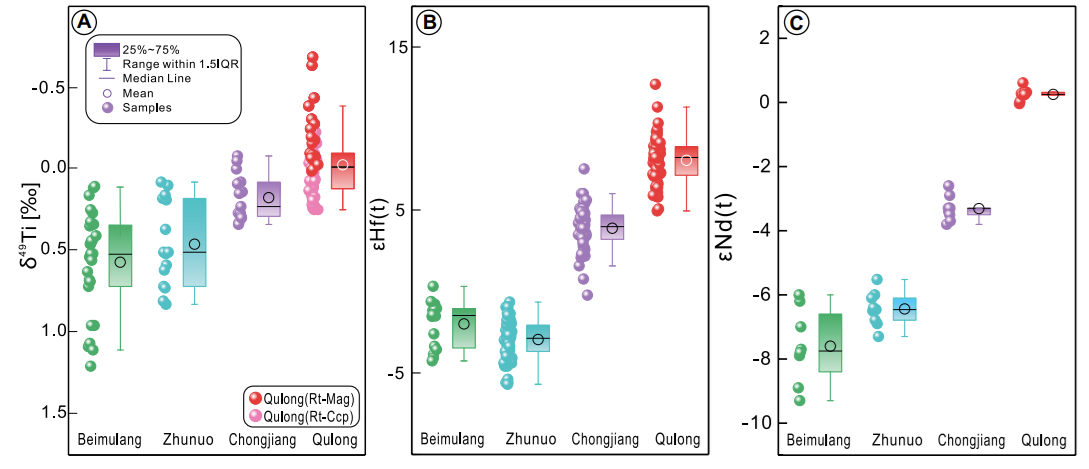 A
25%~75%
Range within 1.5IQR
Median Line
Mean
Samples
-0.5
0.0
0.5
1.0
1.5
δ⁴⁹Ti [‰]
Qulong(Rt-Mag)
Qulong(Rt-Ccp)
Beimulang Zhunuo Chongjiang Qulong
B
15
5
-5
εHf(t)
Beimulang Zhunuo Chongjiang Qulong
C
2
0
-2
-4
-6
-8
-10
εNd(t)
Beimulang Zhunuo Chongjiang Qulong